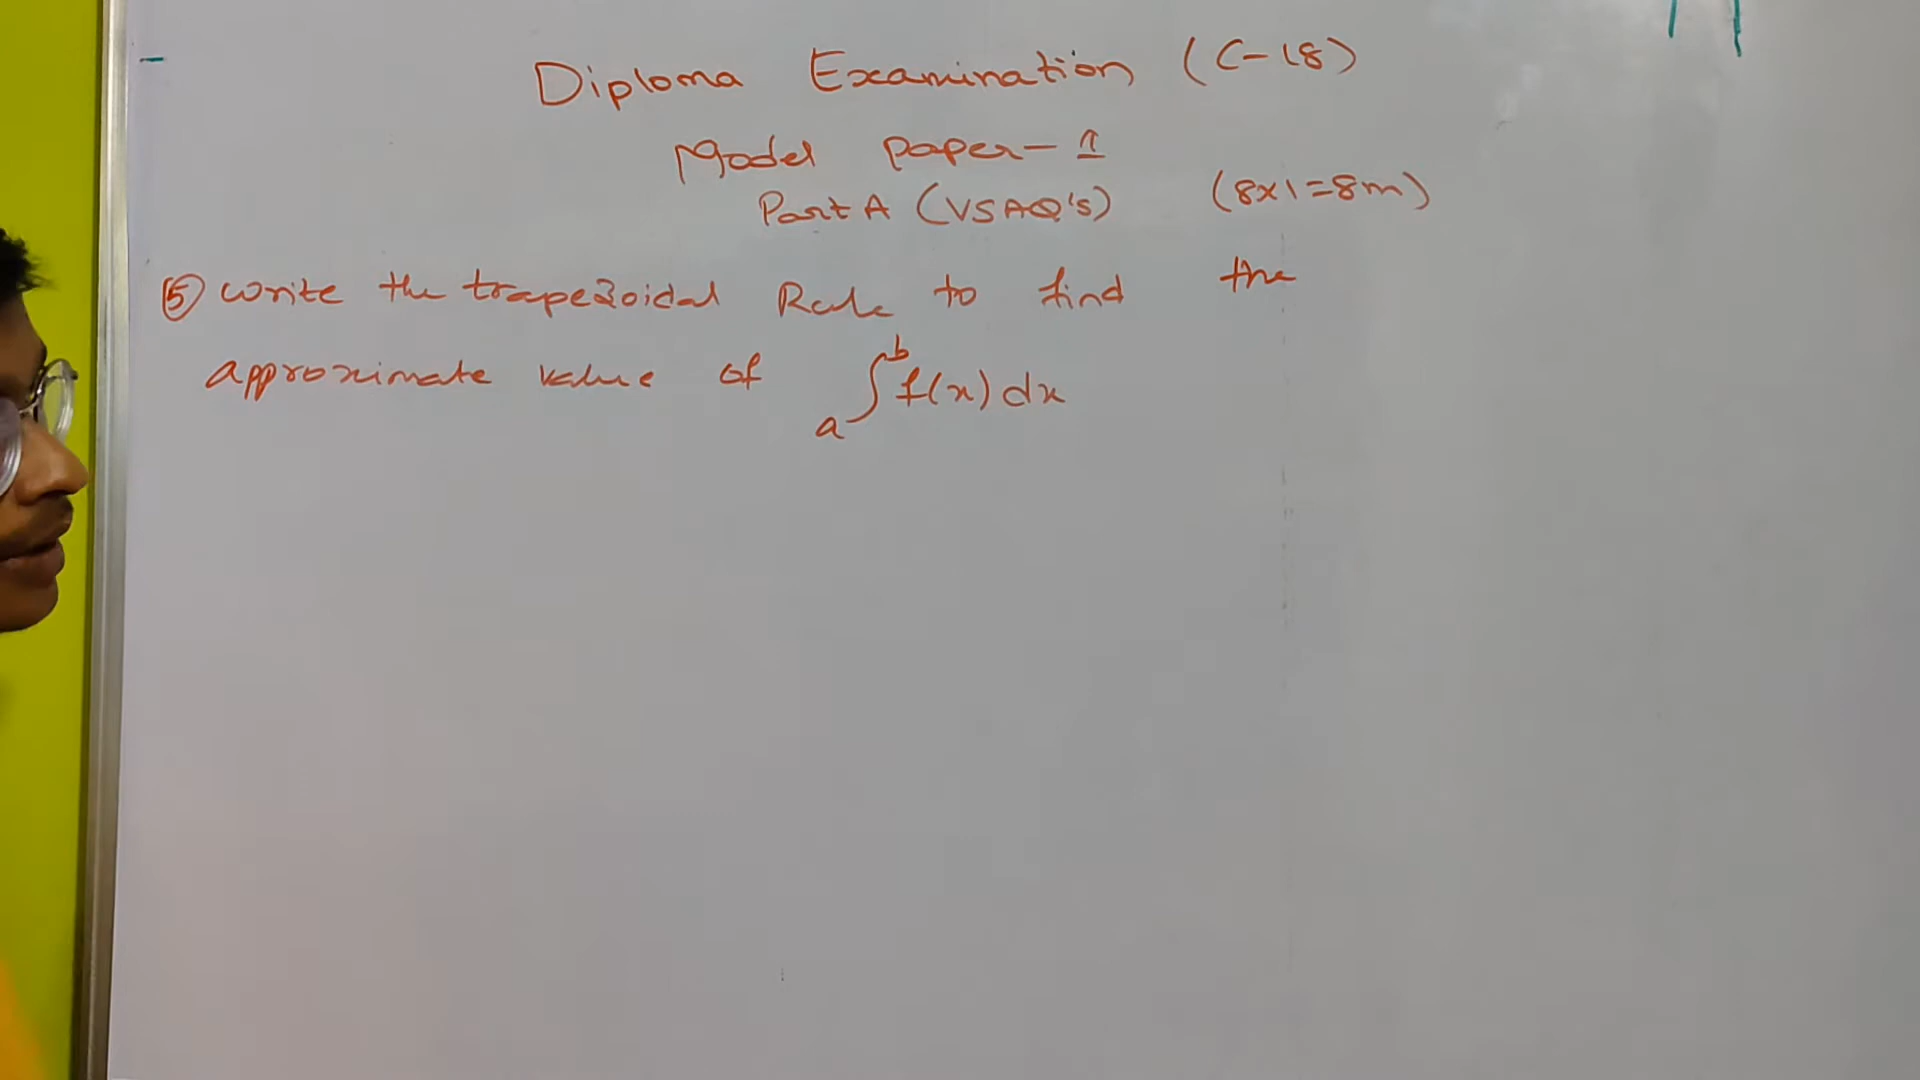 Diploma Examination (C-18)
Model paper-1
Part A (VSAQ's) (8x1=8m)
⑤ write the trapezoidal Rule to find the
approximate value of ∫ₐᵇ f(x) dx